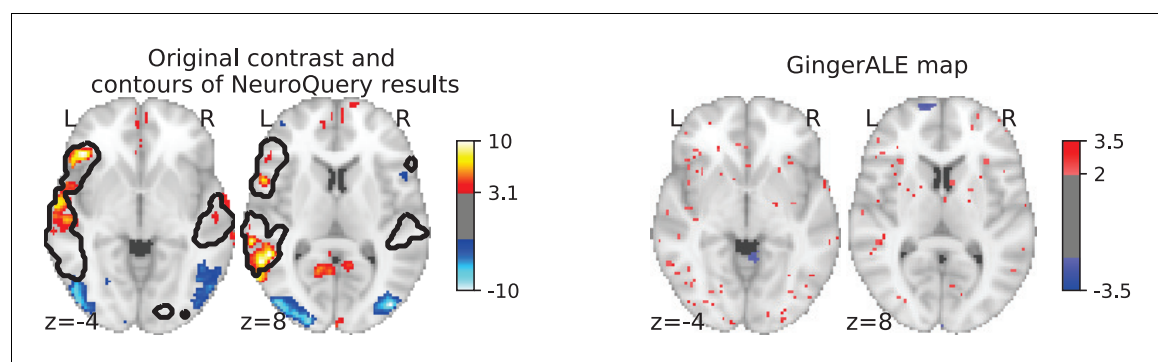 Original contrast and
contours of NeuroQuery results
L
R
10
3.1
-10
z=-4
z=8
GingerALE map
L
R
3.5
2
-3.5
z=-4
z=8